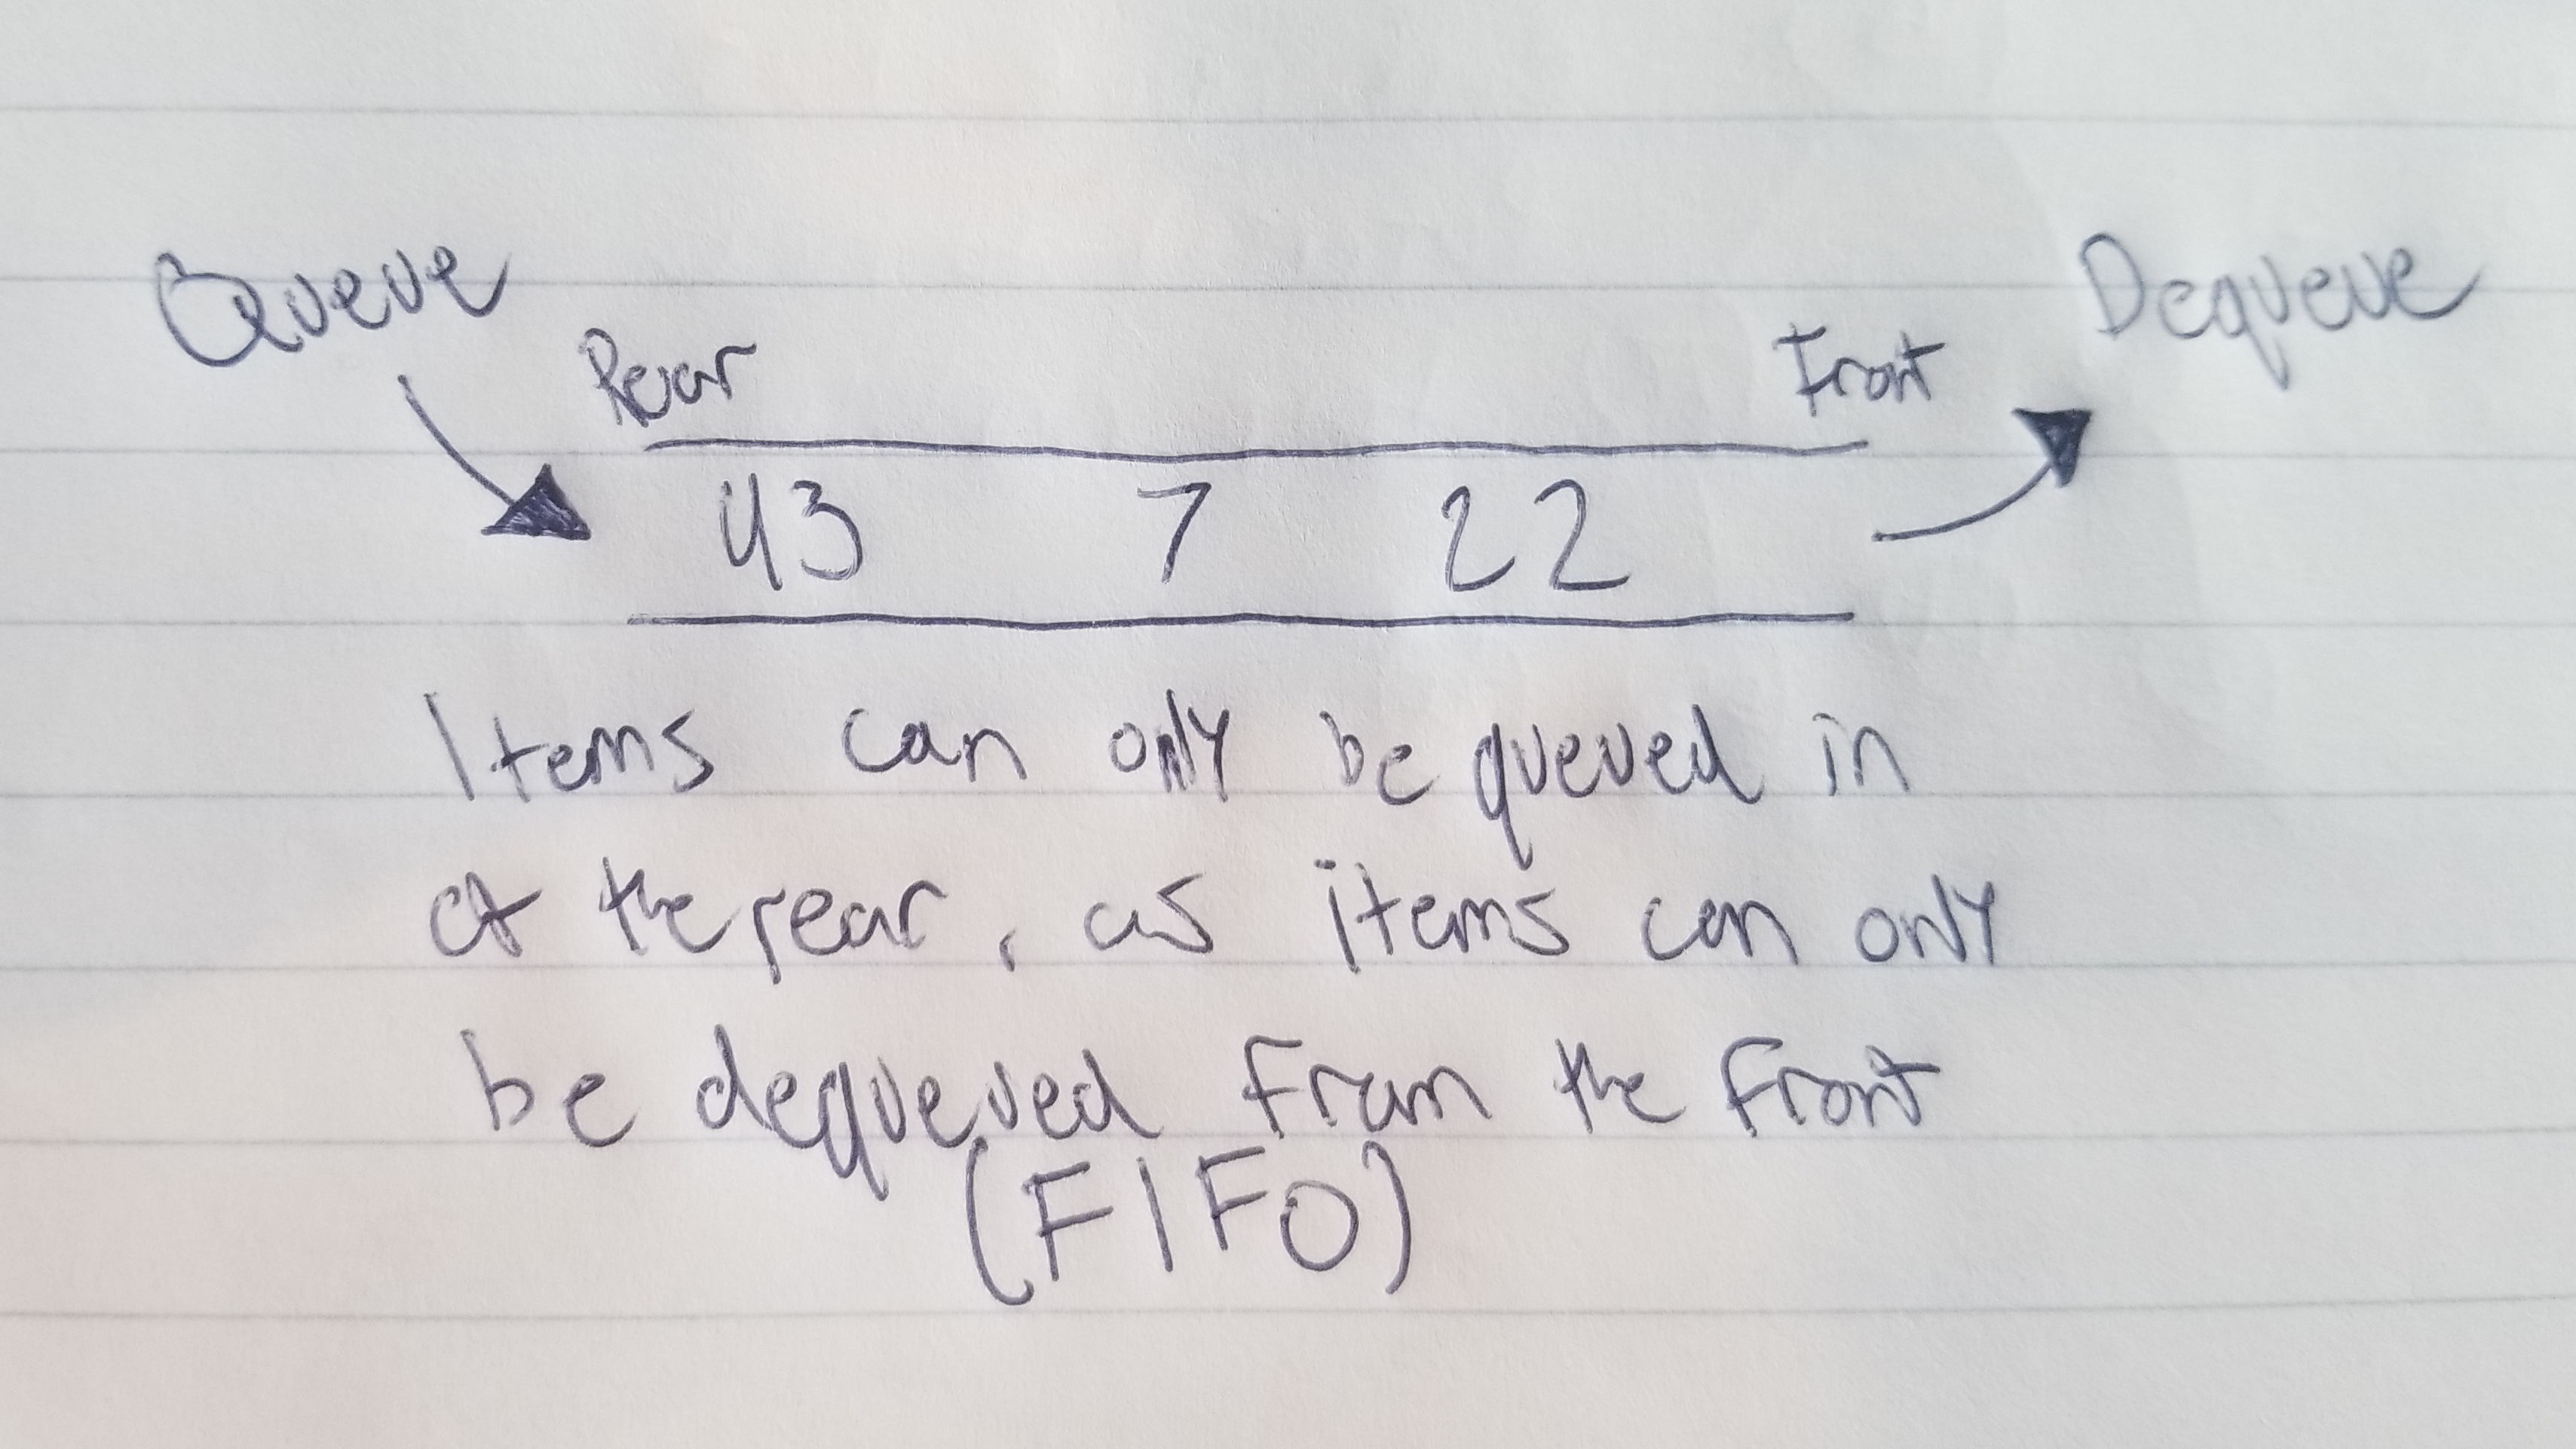 Queue
Dequeue
Rear
Front
43 7 22
Items can only be queued in
at the rear, as items can only
be dequeued from the front
(FIFO)